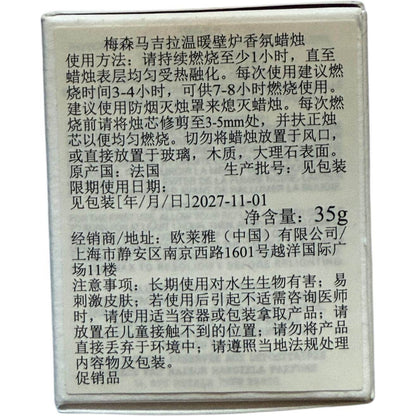 梅森马吉拉温暖壁炉香氛蜡烛
使用方法：请持续燃烧至少1小时，直至
蜡烛表层均匀受热融化。每次使用建议燃
烧时间3-4小时，可供7-8小时燃烧使用。
建议使用防烟灭烛罩来熄灭蜡烛。每次燃
烧前请将烛芯修剪至3-5mm处，并扶正烛
芯以便均匀燃烧。切勿将蜡烛放置于风口，
或直接放置于玻璃，木质，大理石表面。
原产国：法国 生产批号：见包装
限期使用日期：
见包装[年/月/日]2027-11-01
净含量：35g
经销商/地址：欧莱雅（中国）有限公司/
上海市静安区南京西路1601号越洋国际广
场11楼
注意事项：长期使用对水生生物有害；易
刺激皮肤；若使用后引起不适需咨询医师
时，请使用适当容器或包装拿取产品；请
放置在儿童接触不到的位置；请勿将产品
直接丢弃于环境中；请遵照当地法规处理
内容物及包装。
促销品